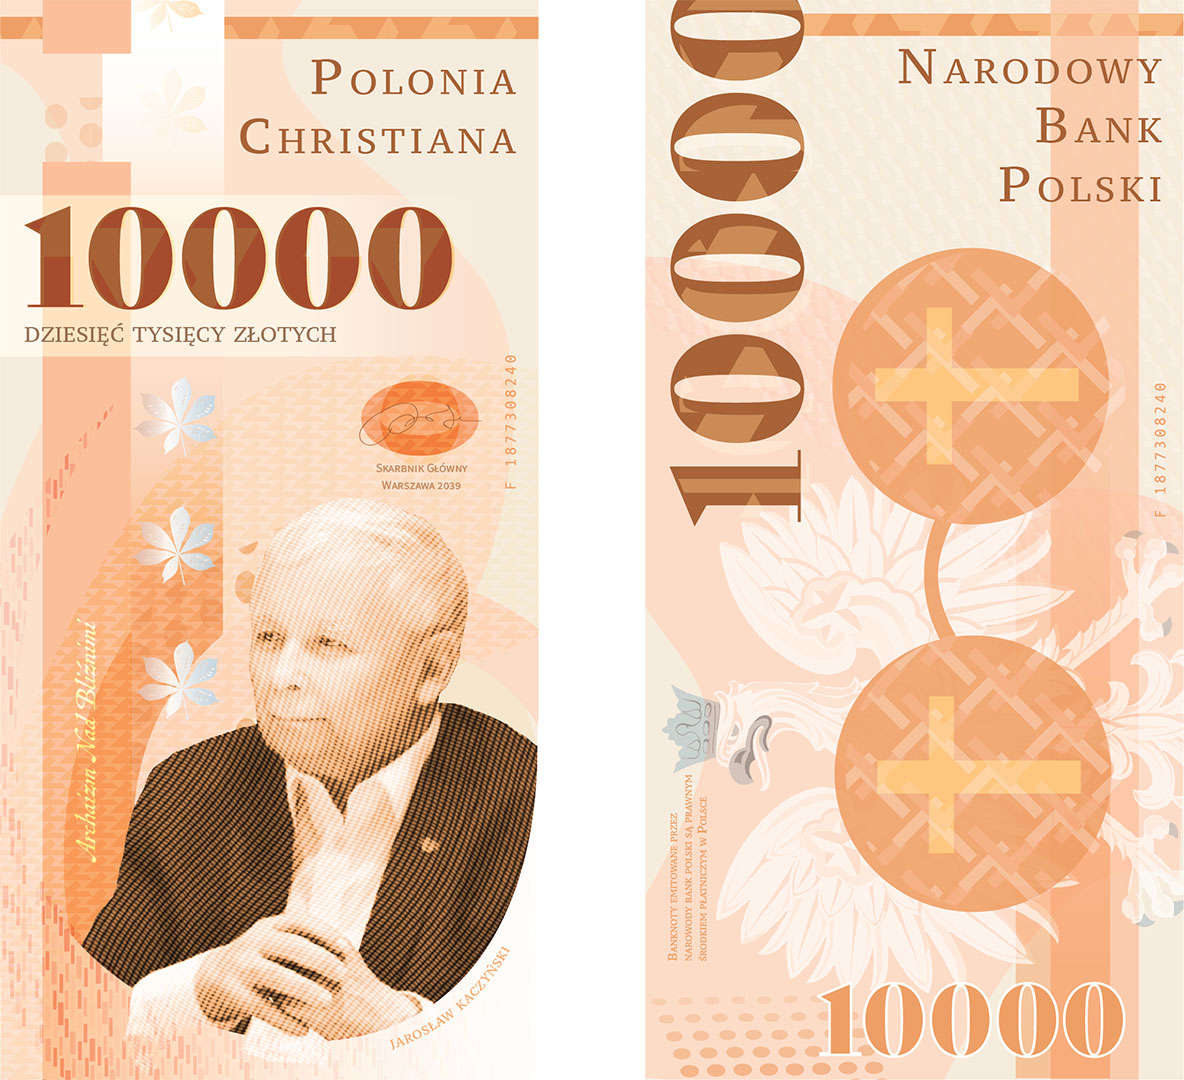 Polonia
Christiana
10000
DZIESIĘĆ TYSIĘCY ZŁOTYCH
F 1877308240
Skarbnik Główny
Warszawa 2039
Archaizm Nad Bliźnimi
JAROSŁAW KACZYŃSKI
10000
Narodowy
Bank
Polski
F 1877308240
Banknoty emitowane przez
narowody bank polski są prawnym
środkiem płatniczym w Polsce
10000